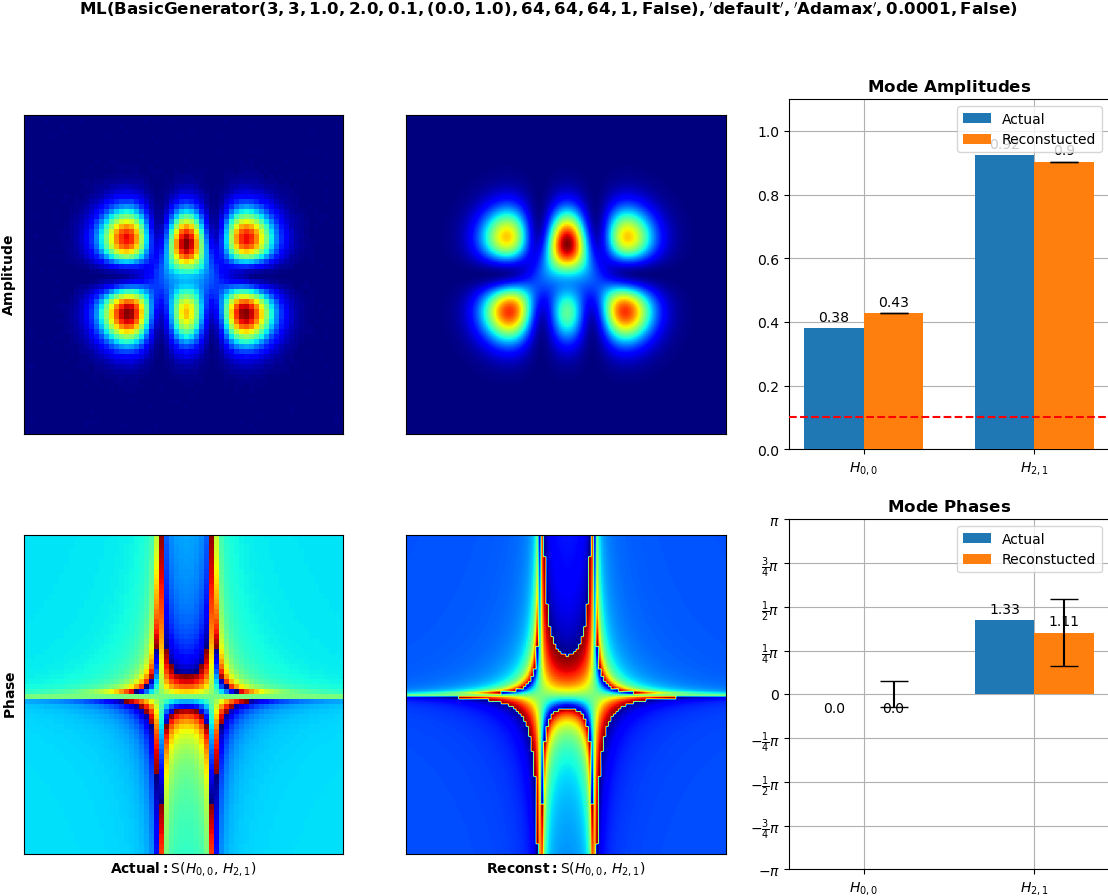 ML(BasicGenerator(3, 3, 1.0, 2.0, 0.1, (0.0, 1.0), 64, 64, 64, 1, False), ′default′, ′Adamax′, 0.0001, False)
Mode Amplitudes
Actual
Reconstucted
1.0
0.8
0.6
0.4
0.2
0.0
0.38
0.43
0.92
0.9
H0,0
H2,1
Amplitude
Mode Phases
Actual
Reconstucted
π
3/4π
1/2π
1/4π
0
−1/4π
−1/2π
−3/4π
−π
0.0
0.0
1.33
1.11
H0,0
H2,1
Phase
Actual: S(H0,0, H2,1)
Reconst: S(H0,0, H2,1)